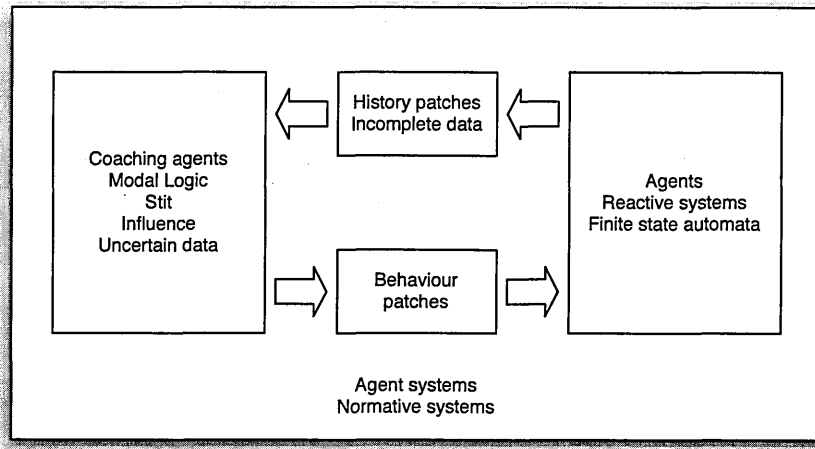 Coaching agents
Modal Logic
Stit
Influence
Uncertain data
History patches
Incomplete data
Behaviour
patches
Agents
Reactive systems
Finite state automata
Agent systems
Normative systems